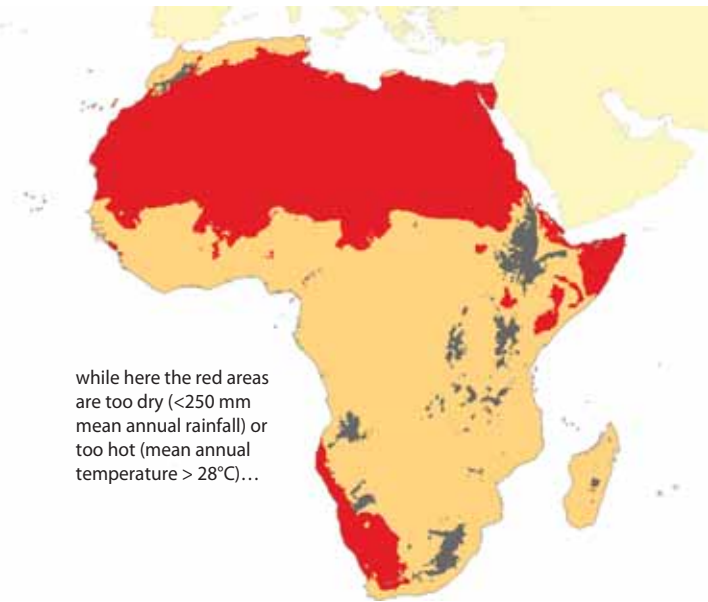 while here the red areas
are too dry (<250 mm
mean annual rainfall) or
too hot (mean annual
temperature > 28°C)…